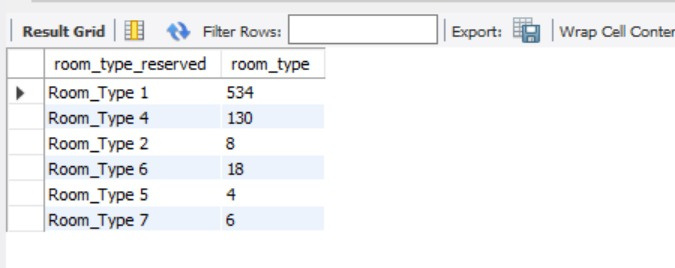 Result Grid Filter Rows: Export: Wrap Cell Conter
room_type_reserved room_type
Room_Type 1 534
Room_Type 4 130
Room_Type 2 8
Room_Type 6 18
Room_Type 5 4
Room_Type 7 6